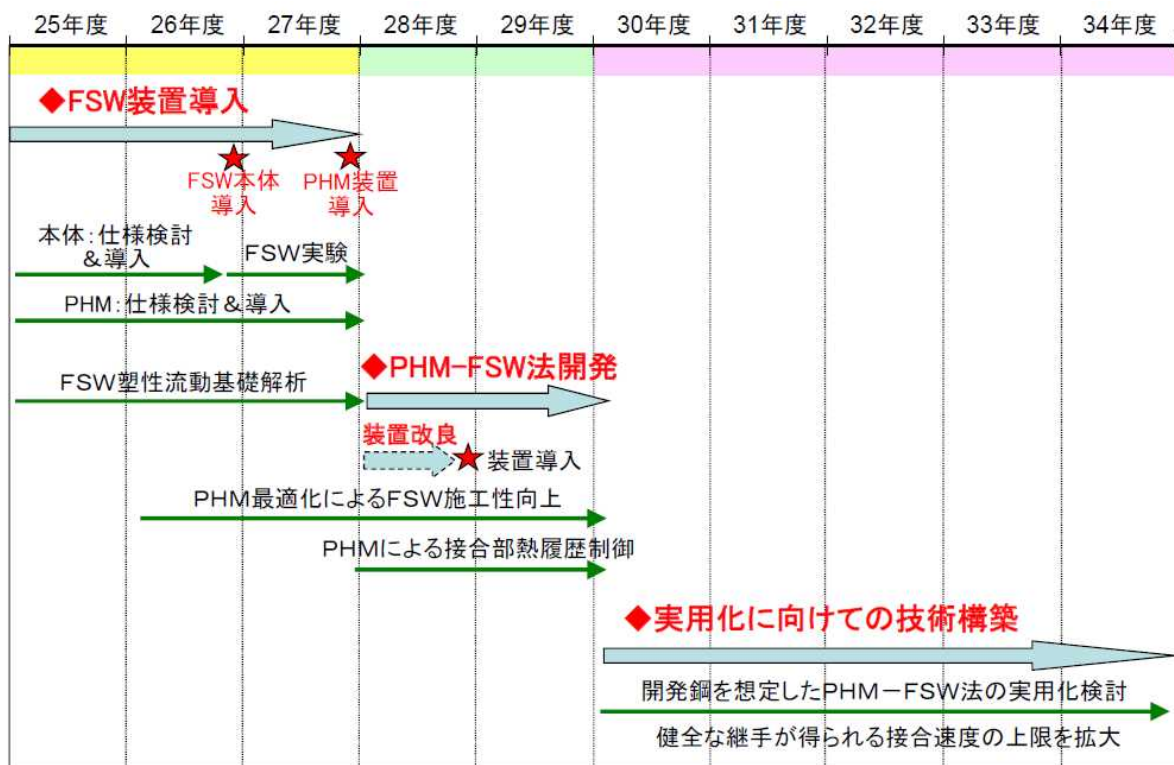 25年度 26年度 27年度 28年度 29年度 30年度 31年度 32年度 33年度 34年度
◆FSW装置導入
FSW本体
導入
PHM装置
導入
本体：仕様検討
＆導入
FSW実験
PHM：仕様検討＆導入
◆PHM-FSW法開発
FSW塑性流動基礎解析
装置改良
装置導入
PHM最適化によるFSW施工性向上
PHMによる接合部熱履歴制御
◆実用化に向けての技術構築
開発鋼を想定したPHM－FSW法の実用化検討
健全な継手が得られる接合速度の上限を拡大